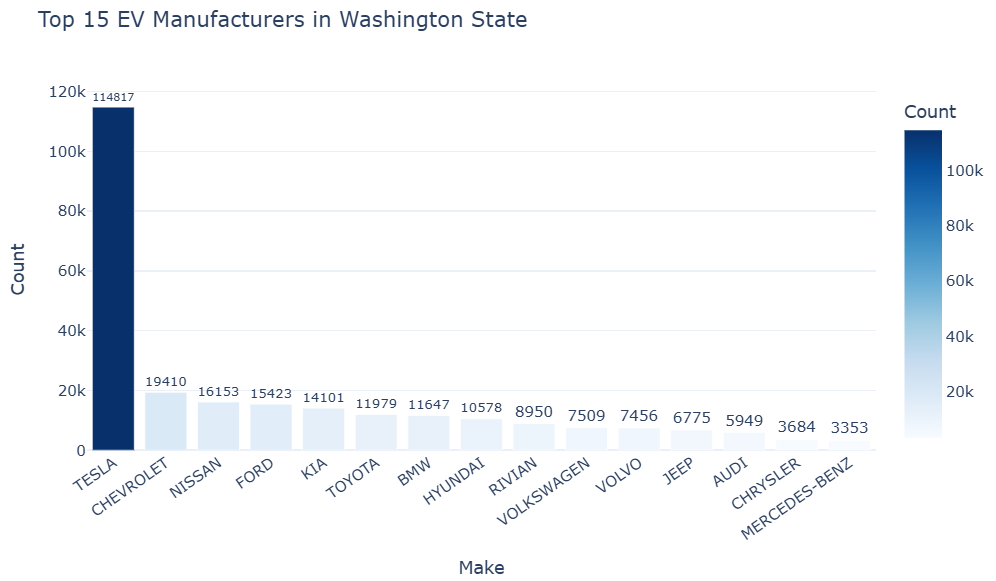 Top 15 EV Manufacturers in Washington State
Count
120k
100k
80k
60k
40k
20k
0
114817
19410
16153
15423
14101
11979
11647
10578
8950
7509
7456
6775
5949
3684
3353
TESLA
CHEVROLET
NISSAN
FORD
KIA
TOYOTA
BMW
HYUNDAI
RIVIAN
VOLKSWAGEN
VOLVO
JEEP
AUDI
CHRYSLER
MERCEDES-BENZ
Make
Count
100k
80k
60k
40k
20k